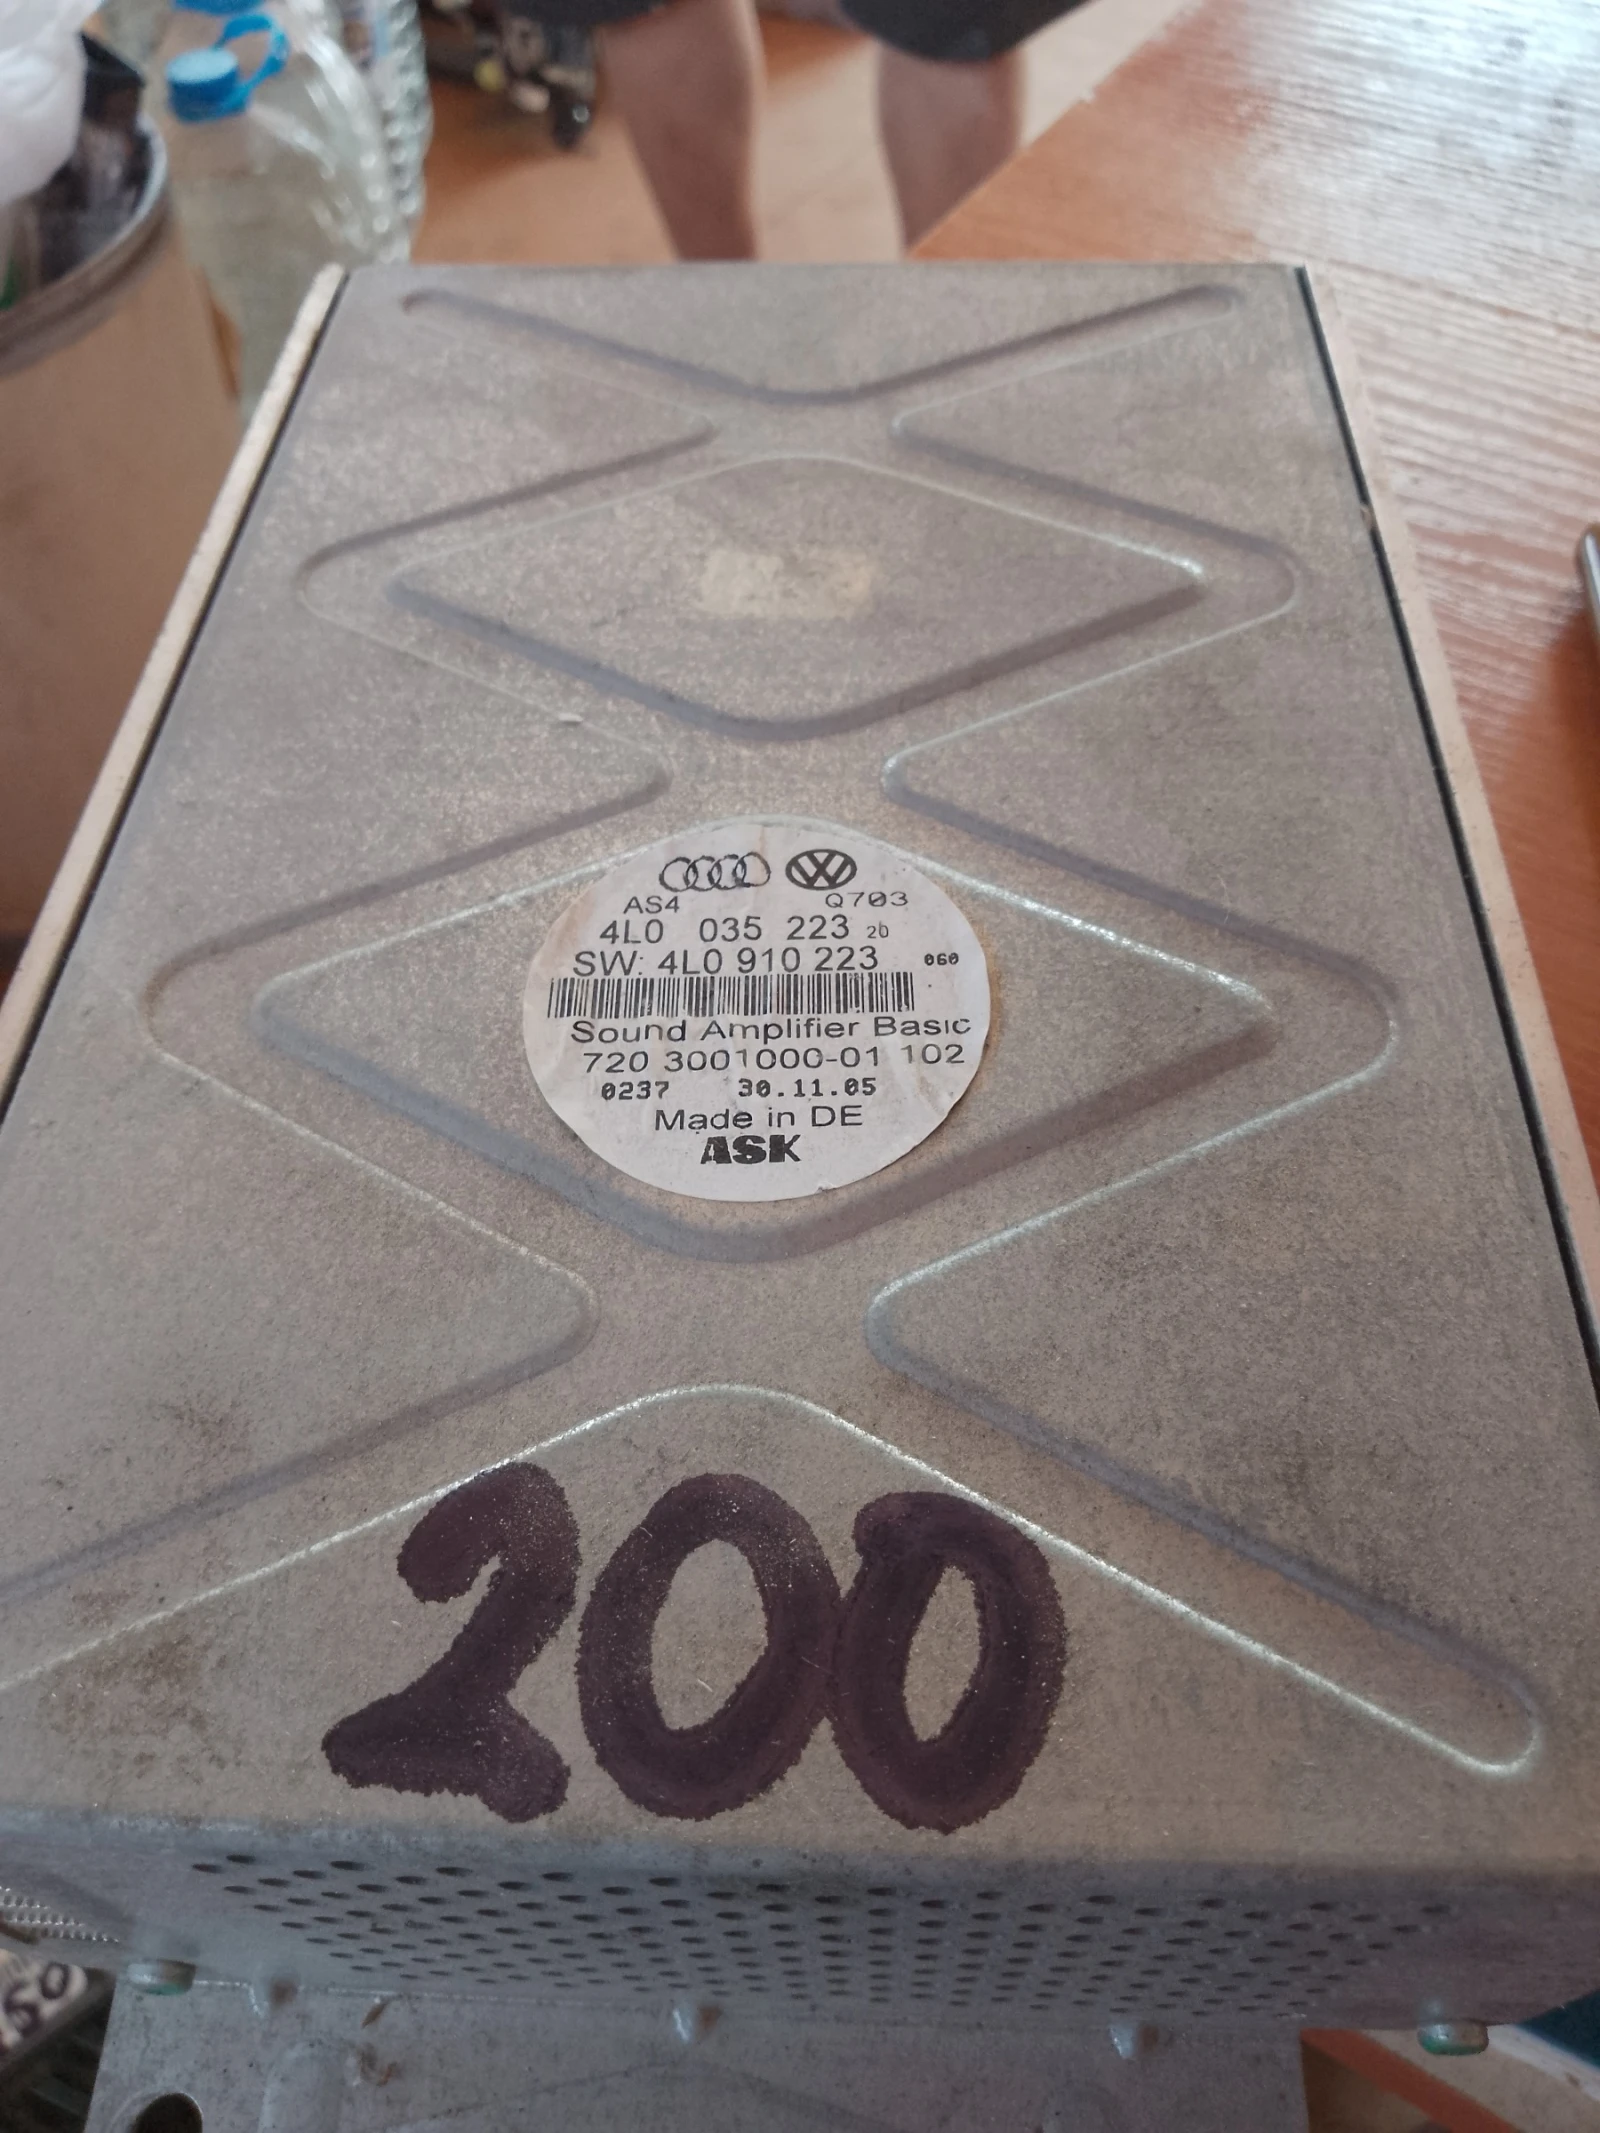 AS4 Q703
4L0 035 223 2b
SW: 4L0 910 223 060
Sound Amplifier Basic
720 3001000-01 102
0237 30.11.05
Made in DE
ASK
200